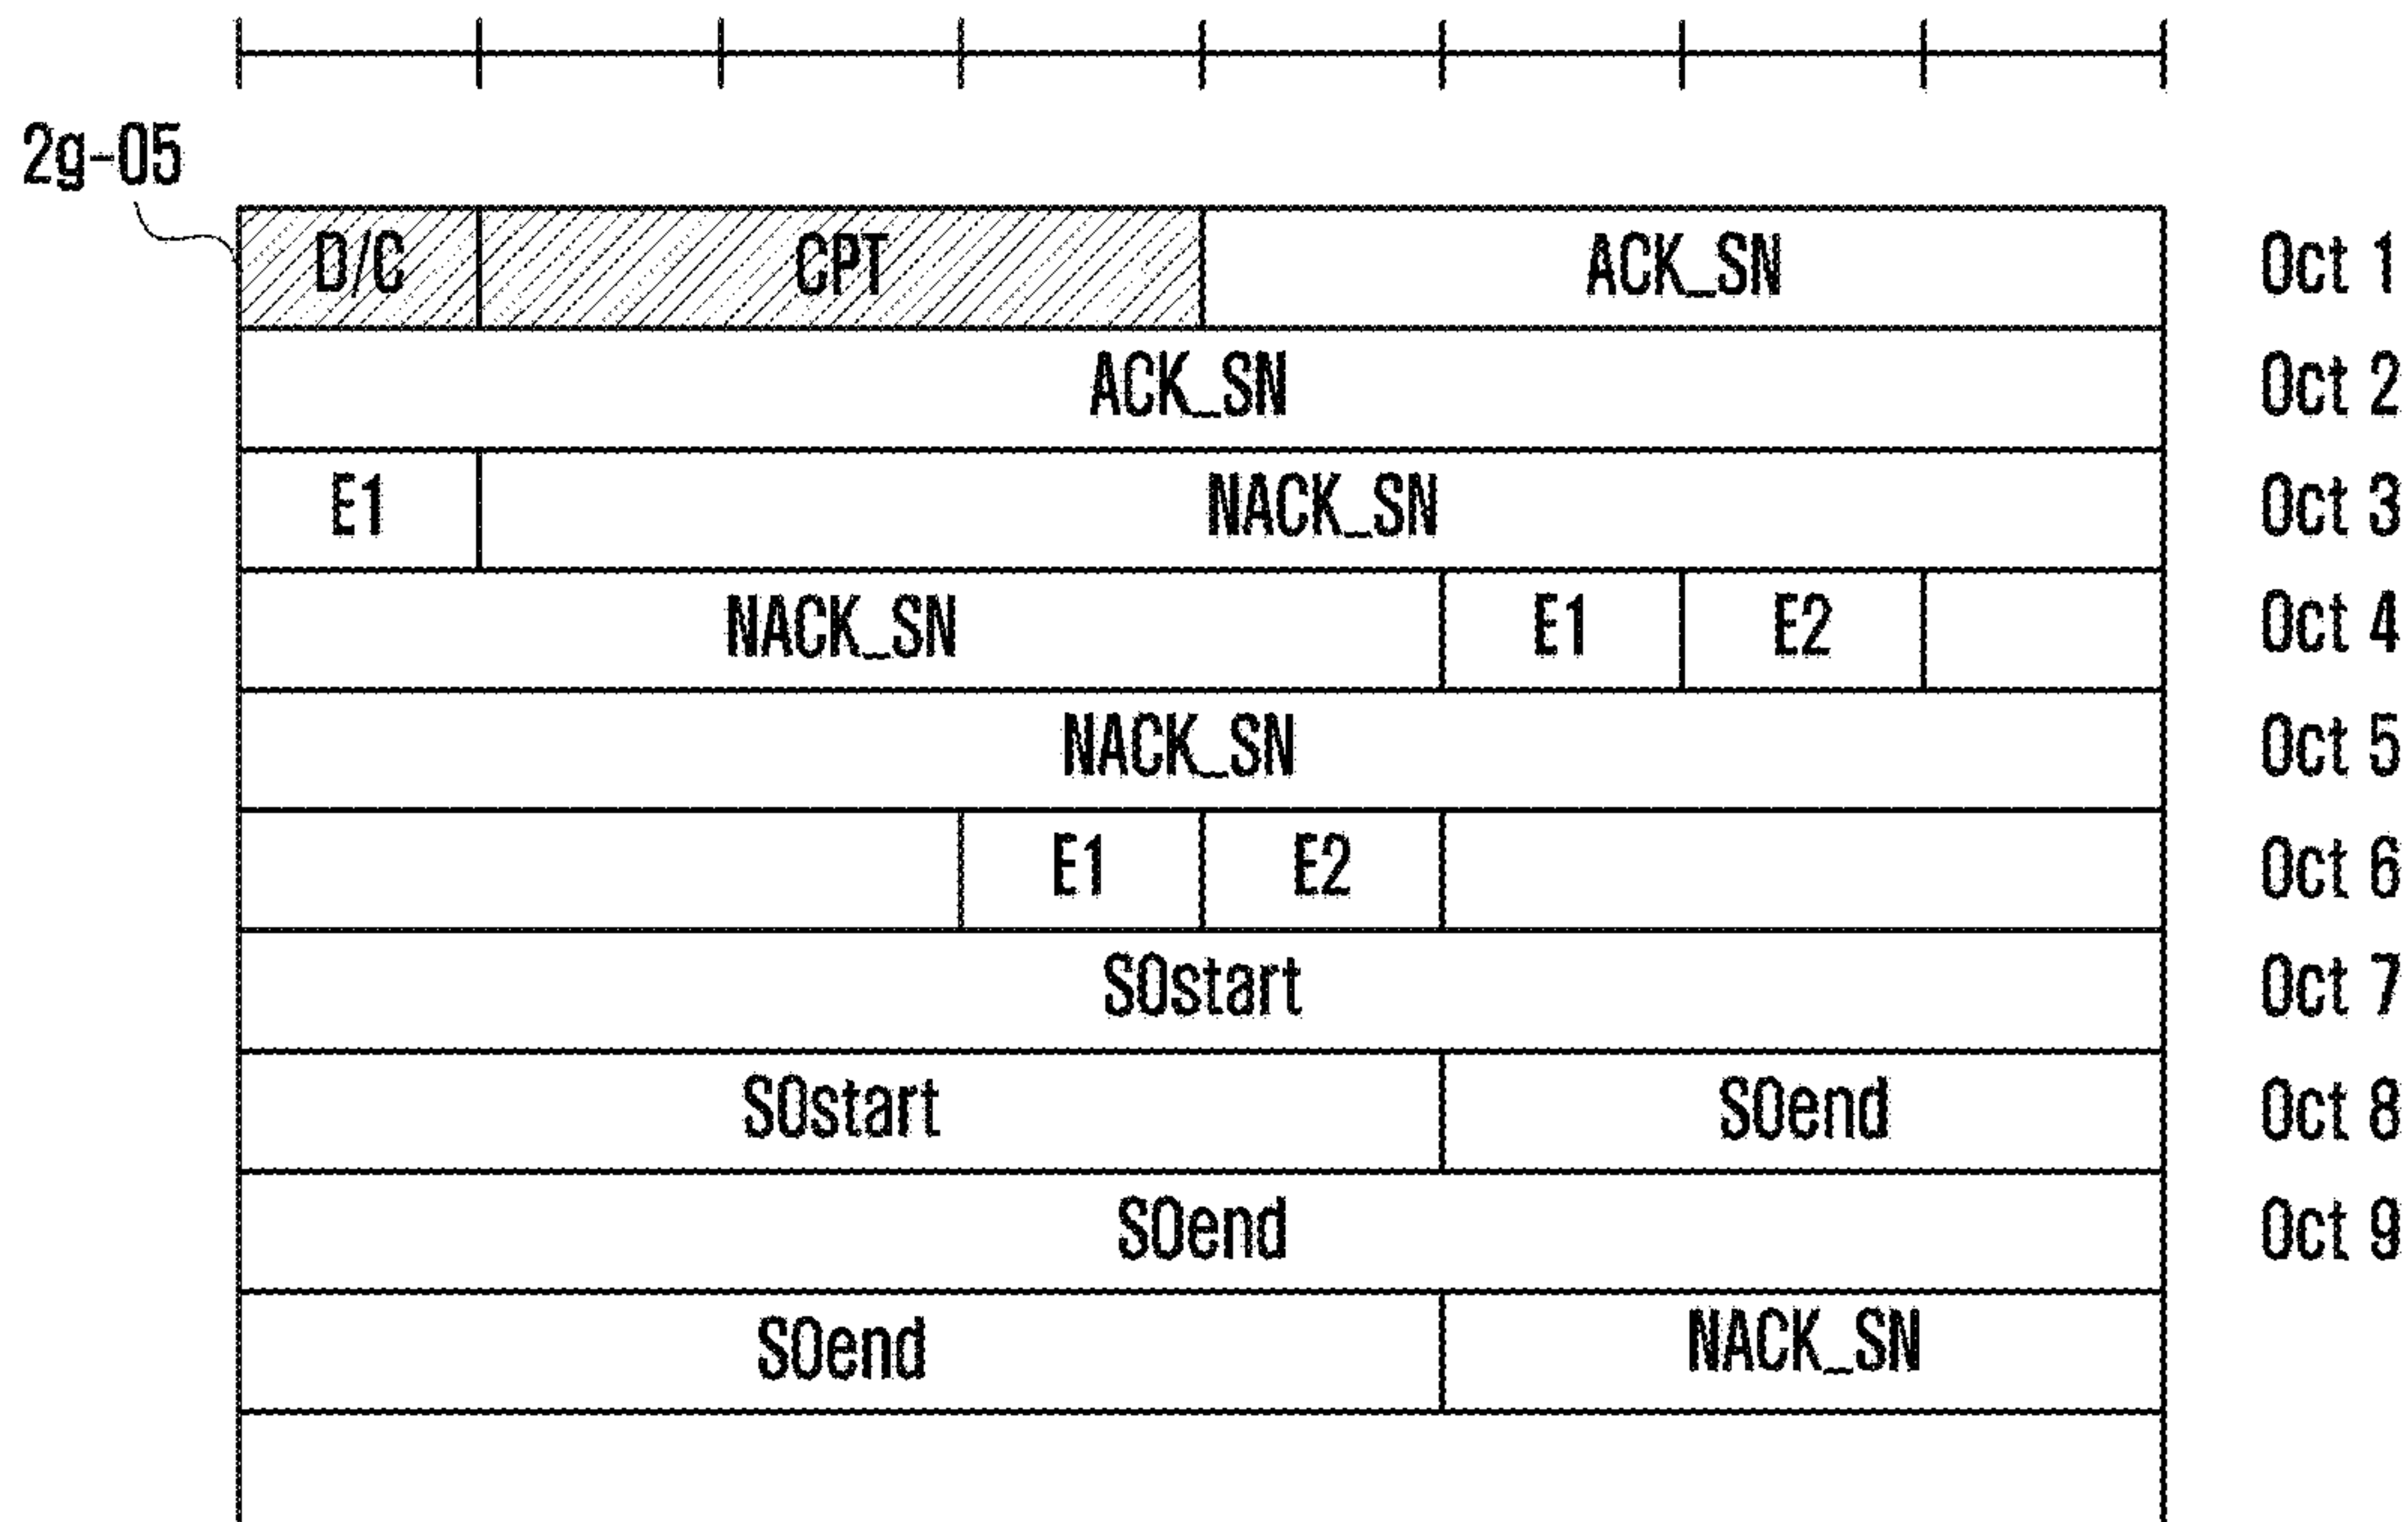 2g-05
D/C CPT ACK_SN Oct 1
ACK_SN Oct 2
E1 NACK_SN Oct 3
NACK_SN E1 E2 Oct 4
NACK_SN Oct 5
E1 E2 Oct 6
SOstart Oct 7
SOstart SOend Oct 8
SOend Oct 9
SOend NACK_SN